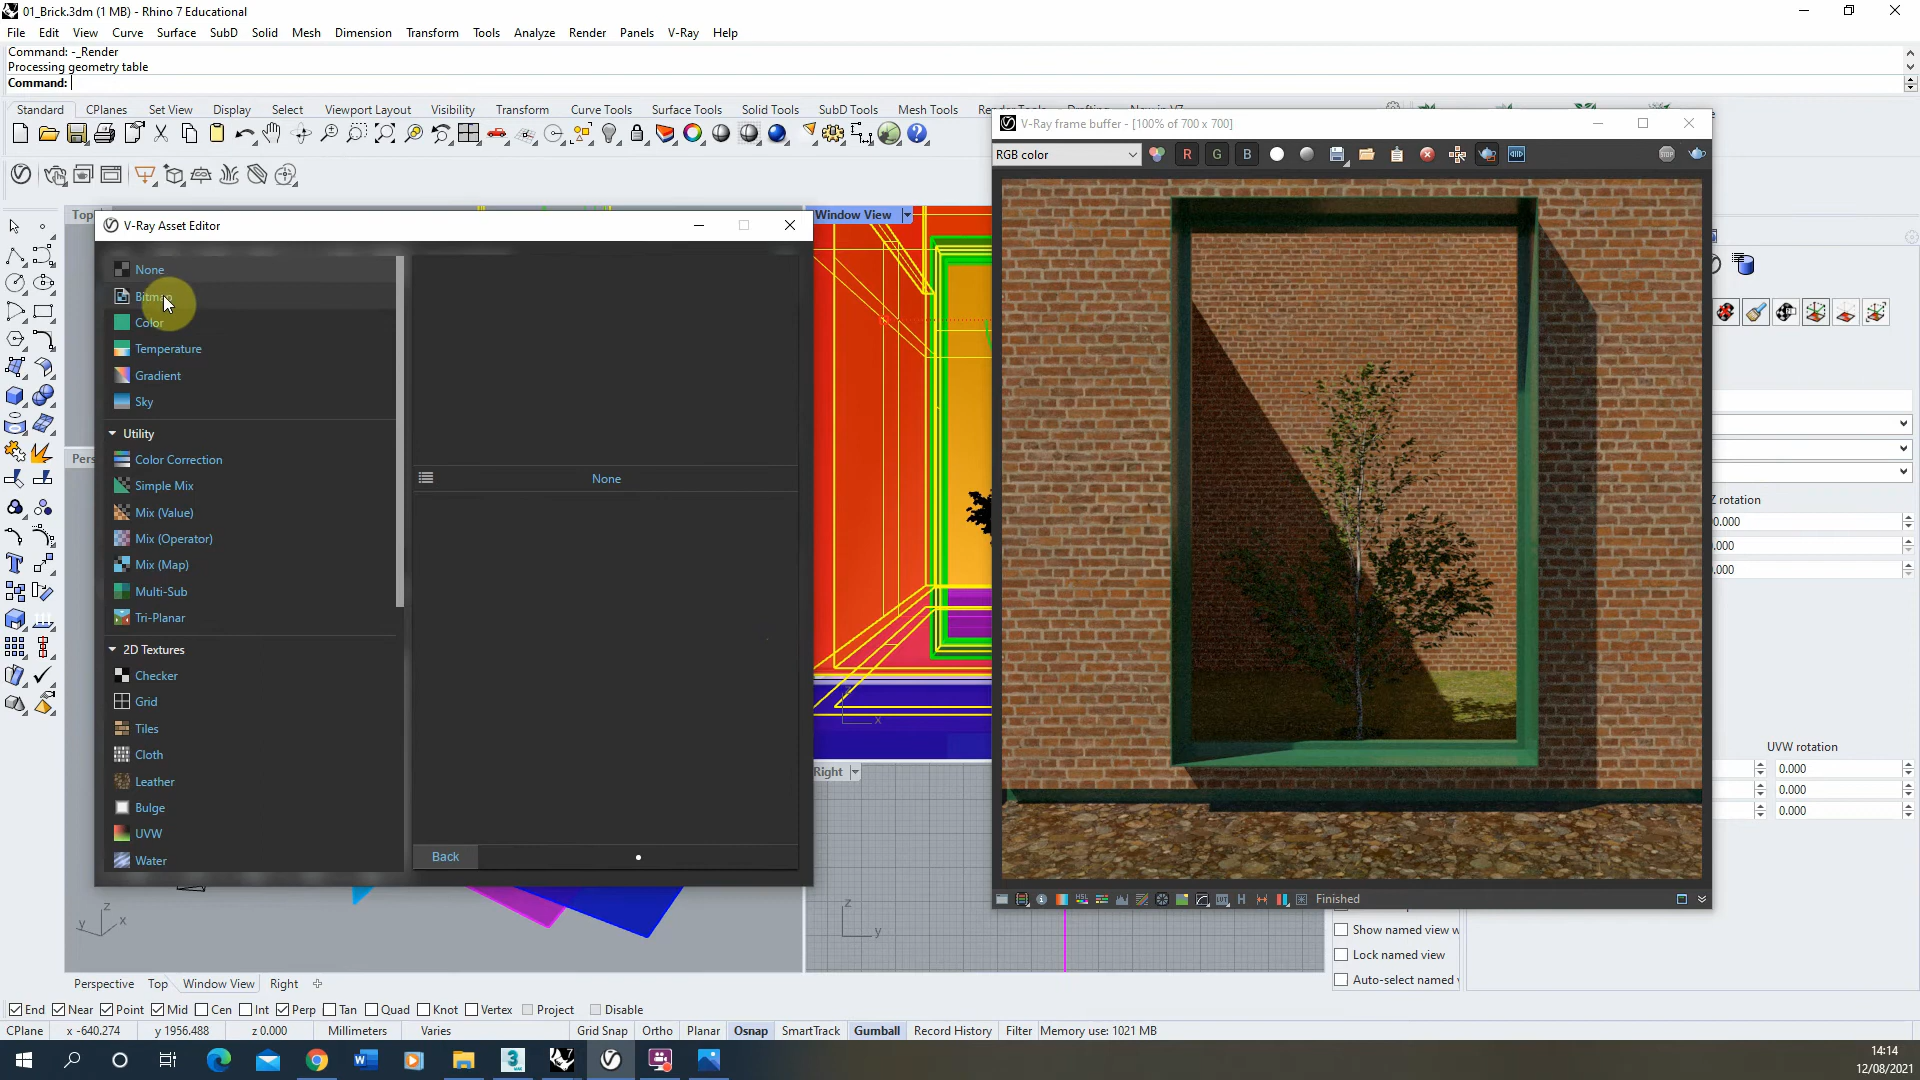 01_Brick.3dm (1 MB) - Rhino 7 Educational
File Edit View Curve Surface SubD Solid Mesh Dimension Transform Tools Analyze Render Panels V-Ray Help
Command: -_Render
Processing geometry table
Command:
Standard CPlanes Set View Display Select Viewport Layout Visibility Transform Curve Tools Surface Tools Solid Tools SubD Tools Mesh Tools
V-Ray frame buffer - [100% of 700 x 700]
RGB color R G B
Top
V-Ray Asset Editor
Window View
None
Bitmap
Color
Temperature
Gradient
Sky
Utility
Color Correction
Simple Mix
Mix (Value)
Mix (Operator)
Mix (Map)
Multi-Sub
Tri-Planar
2D Textures
Checker
Grid
Tiles
Cloth
Leather
Bulge
UVW
Water
None
Back
Pers
Right
Z rotation
0.000
.000
.000
UVW rotation
0.000
0.000
0.000
Finished
Show named view w
Lock named view
Auto-select named
Perspective Top Window View Right
End Near Point Mid Cen Int Perp Tan Quad Knot Vertex Project Disable
CPlane x -640.274 y 1956.488 z 0.000 Millimeters Varies Grid Snap Ortho Planar Osnap SmartTrack Gumball Record History Filter Memory use: 1021 MB
14:14
12/08/2021